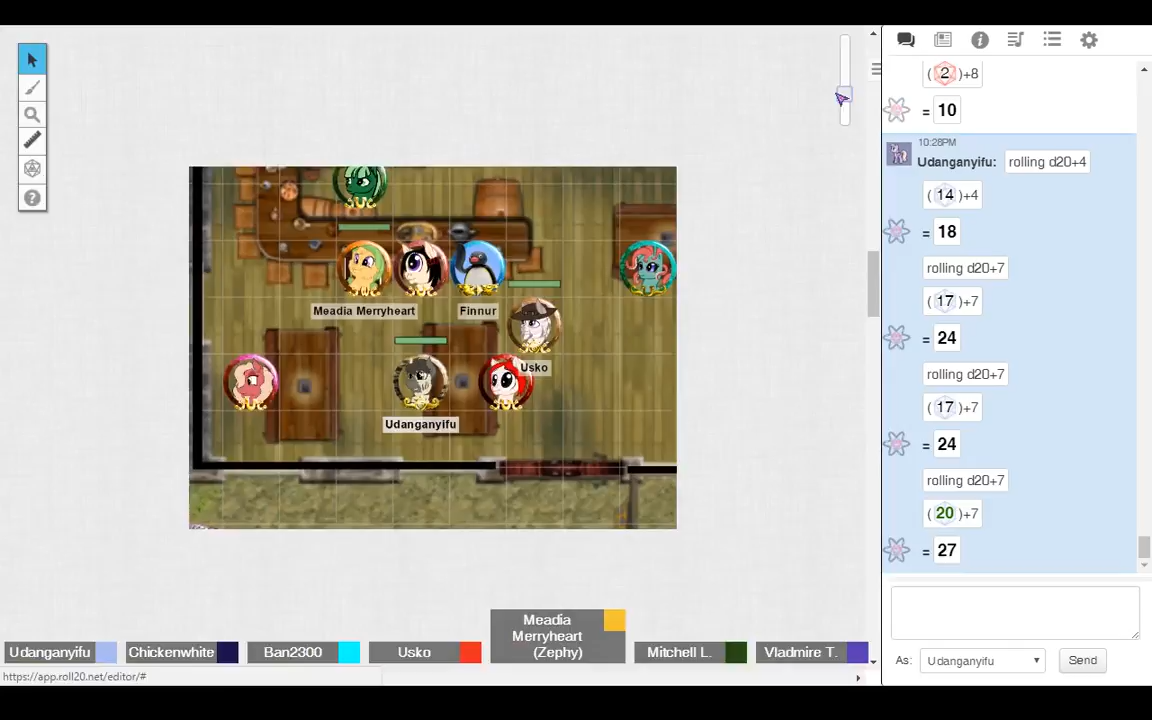 (2)+8
= 10
10:28PM
Udanganyifu: rolling d20+4
(14)+4
= 18
rolling d20+7
(17)+7
= 24
rolling d20+7
(17)+7
= 24
rolling d20+7
(20)+7
= 27
Meadia Merryheart
Finnur
Usko
Udanganyifu
Udanganyifu
Chickenwhite
Ban2300
Usko
Meadia
Merryheart
(Zephy)
Mitchell L.
Vladmire T.
As: Udanganyifu
Send
https://app.roll20.net/editor/#